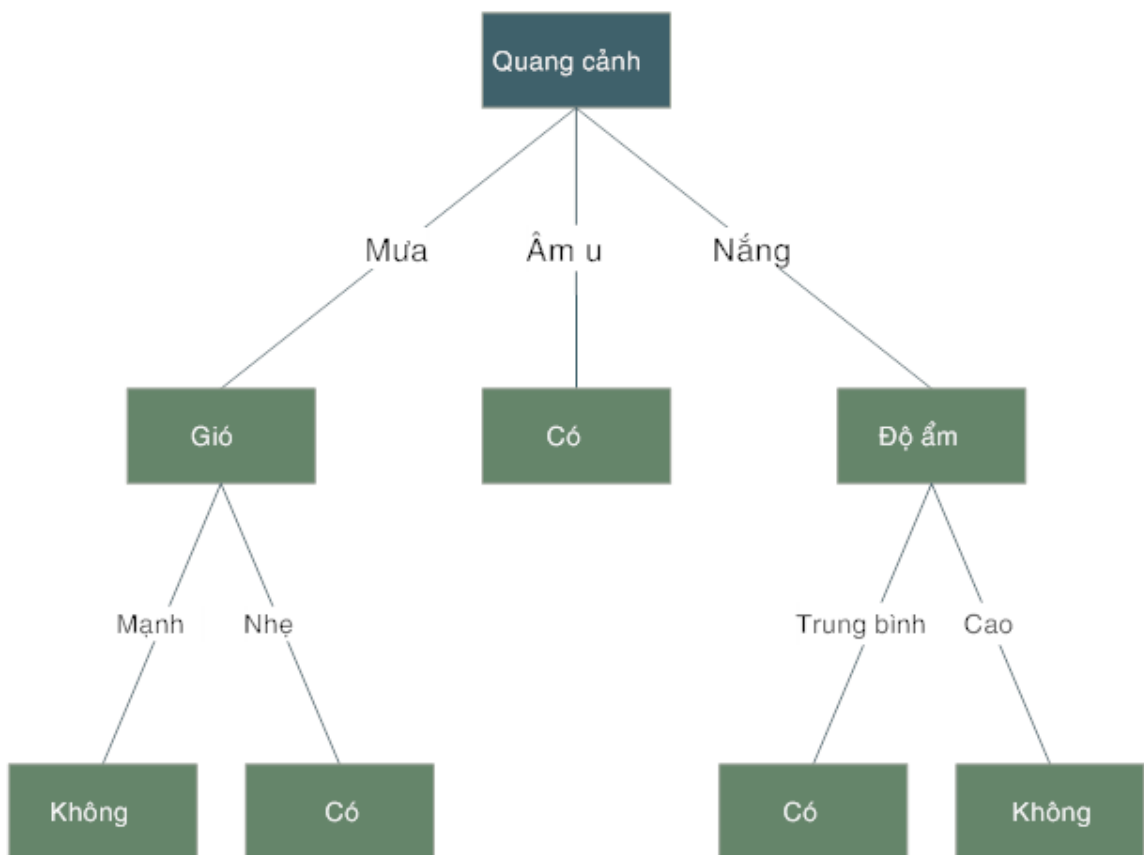 Quang cảnh
Mưa
Âm u
Nắng
Gió
Có
Độ ẩm
Mạnh
Nhẹ
Trung bình
Cao
Không
Có
Có
Không